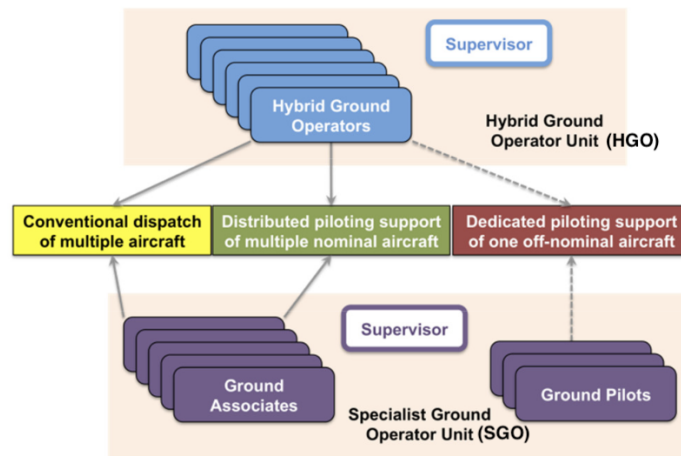 Supervisor
Hybrid Ground
Operators
Hybrid Ground
Operator Unit (HGO)
Conventional dispatch
of multiple aircraft
Distributed piloting support
of multiple nominal aircraft
Dedicated piloting support
of one off-nominal aircraft
Supervisor
Ground
Associates
Ground Pilots
Specialist Ground
Operator Unit (SGO)